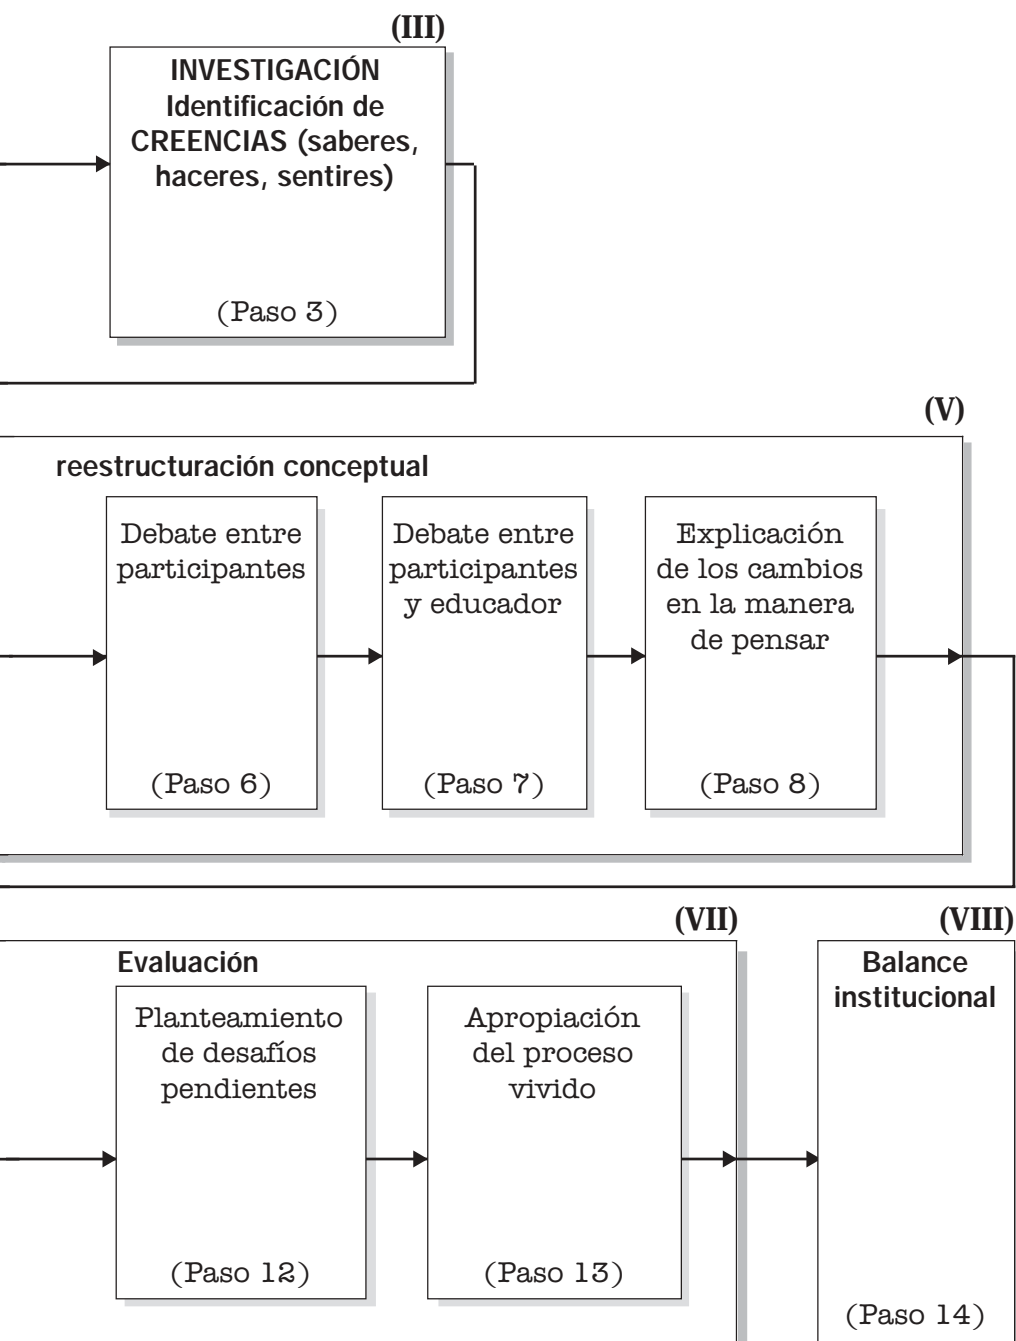 (III)
INVESTIGACIÓN
Identificación de
CREENCIAS (saberes,
haceres, sentires)
(Paso 3)
(V)
reestructuración conceptual
Debate entre
participantes
(Paso 6)
Debate entre
participantes
y educador
(Paso 7)
Explicación
de los cambios
en la manera
de pensar
(Paso 8)
(VII)
Evaluación
Planteamiento
de desafíos
pendientes
(Paso 12)
Apropiación
del proceso
vivido
(Paso 13)
(VIII)
Balance
institucional
(Paso 14)